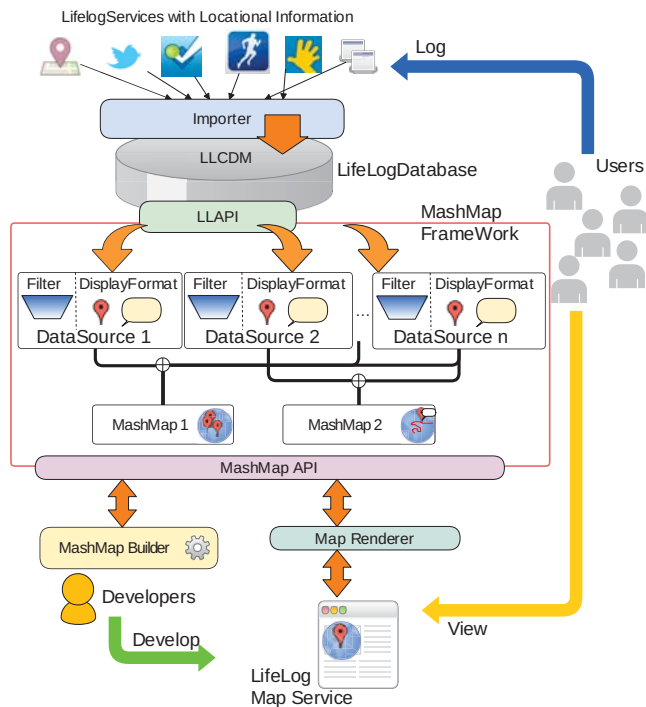 LifelogServices with Locational Information
Log
Importer
LLCDM
LifeLogDatabase
Users
LLAPI
MashMap
FrameWork
Filter
DisplayFormat
DataSource 1
Filter
DisplayFormat
DataSource 2
...
Filter
DisplayFormat
DataSource n
MashMap 1
MashMap 2
MashMap API
MashMap Builder
Map Renderer
Developers
Develop
View
LifeLog
Map Service